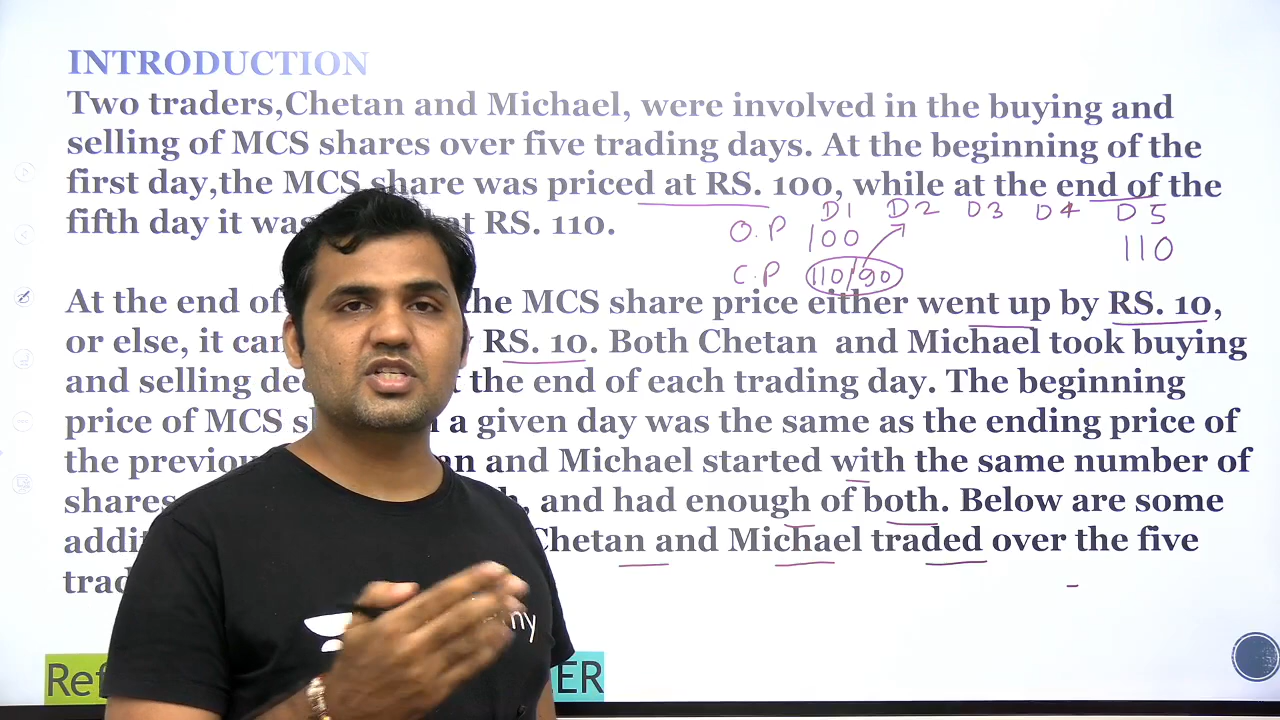 INTRODUCTION
Two traders,Chetan and Michael, were involved in the buying and
selling of MCS shares over five trading days. At the beginning of the
first day,the MCS share was priced at RS. 100, while at the end of the
fifth day it was at RS. 110.
D1 D2 D3 D4 D5
O.P 100 110
C.P 110/90
At the end of the MCS share price either went up by RS. 10,
or else, it RS. 10. Both Chetan and Michael took buying
and selling the end of each trading day. The beginning
price of MCS a given day was the same as the ending price of
the and Michael started with the same number of
shares and had enough of both. Below are some
Chetan and Michael traded over the five